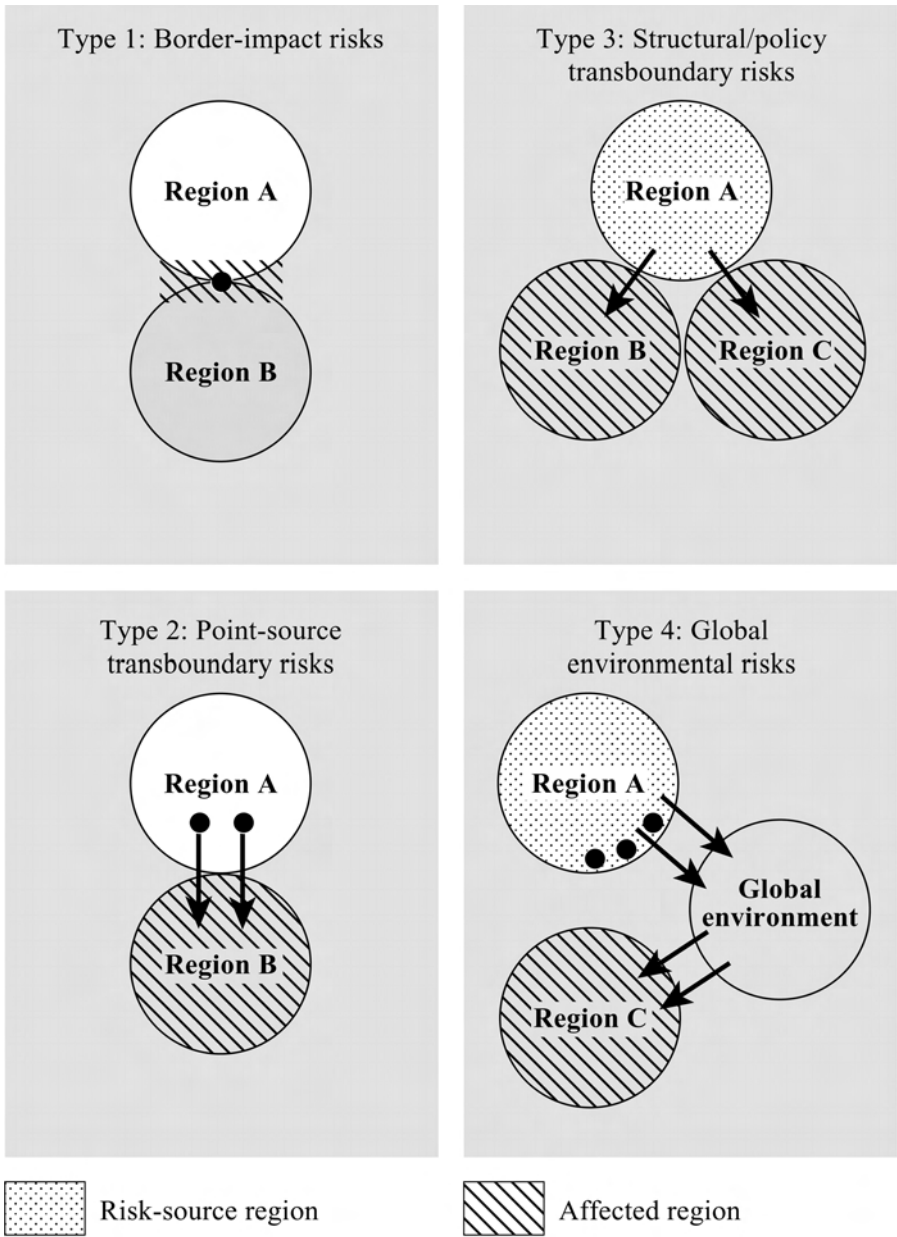 Type 1: Border-impact risks
Region A
Region B
Type 3: Structural/policy
transboundary risks
Region A
Region B
Region C
Type 2: Point-source
transboundary risks
Region A
Region B
Type 4: Global
environmental risks
Region A
Global
environment
Region C
Risk-source region
Affected region